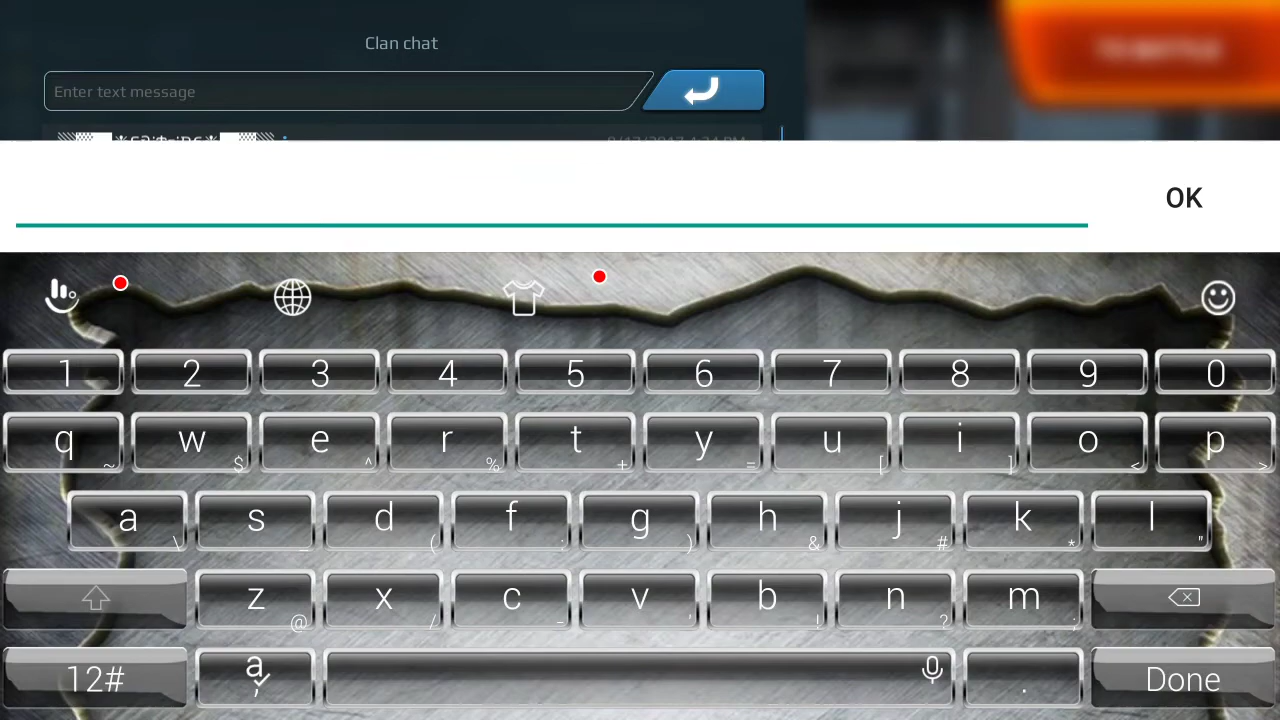 Clan chat
Enter text message
OK
1 2 3 4 5 6 7 8 9 0
q w e r t y u i o p
~ $ ^ % + = [ ] < >
a s d f g h j k l
\ _ ( : ) & # * "
z x c v b n m
@ / - ' ! ? ;
12# a , . Done